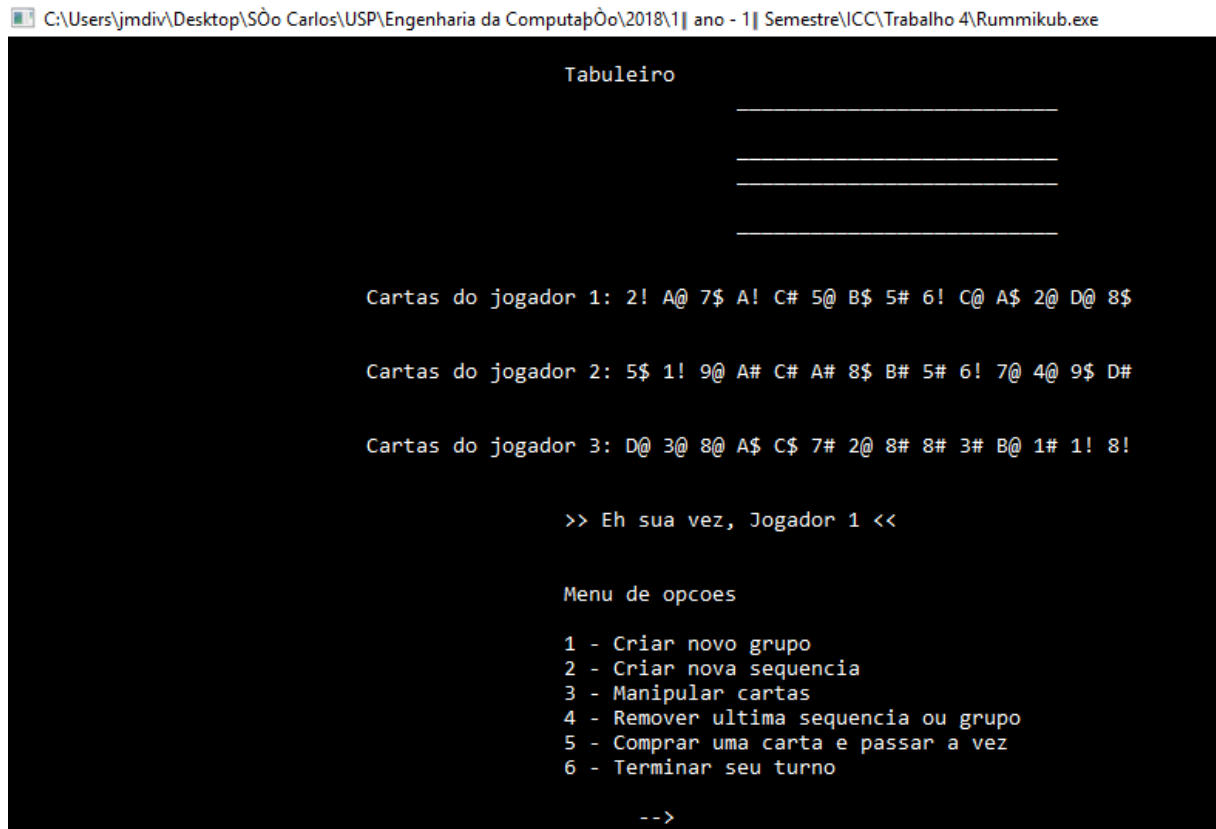 C:\Users\jmdiv\Desktop\SÒo Carlos\USP\Engenharia da ComputaþÒo\2018\1‖ ano - 1‖ Semestre\ICC\Trabalho 4\Rummikub.exe
Tabuleiro
__________________________
__________________________
__________________________
__________________________
Cartas do jogador 1: 2! A@ 7$ A! C# 5@ B$ 5# 6! C@ A$ 2@ D@ 8$
Cartas do jogador 2: 5$ 1! 9@ A# C# A# 8$ B# 5# 6! 7@ 4@ 9$ D#
Cartas do jogador 3: D@ 3@ 8@ A$ C$ 7# 2@ 8# 8# 3# B@ 1# 1! 8!
>> Eh sua vez, Jogador 1 <<
Menu de opcoes
1 - Criar novo grupo
2 - Criar nova sequencia
3 - Manipular cartas
4 - Remover ultima sequencia ou grupo
5 - Comprar uma carta e passar a vez
6 - Terminar seu turno
-->